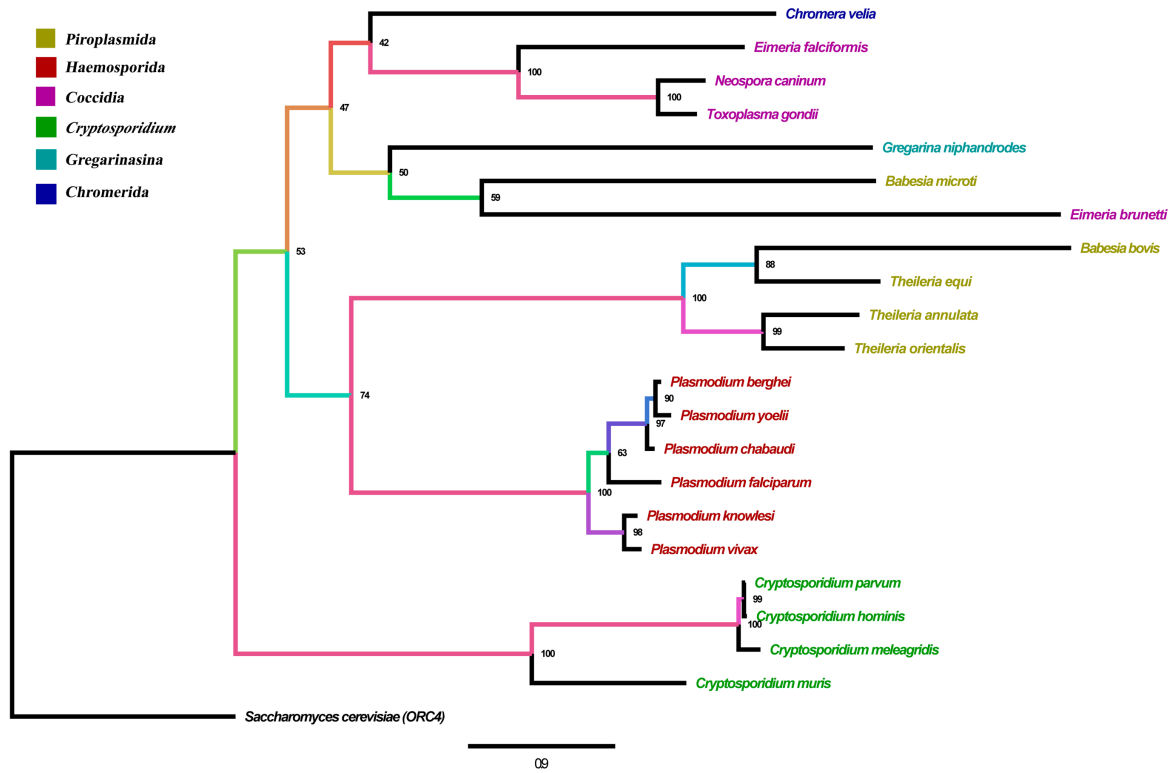 Piroplasmida
Haemosporida
Coccidia
Cryptosporidium
Gregarinasina
Chromerida
Chromera velia
42
Eimeria falciformis
100
Neospora caninum
100
Toxoplasma gondii
47
Gregarina niphandrodes
50
Babesia microti
59
Eimeria brunetti
53
Babesia bovis
88
Theileria equi
100
Theileria annulata
99
Theileria orientalis
74
Plasmodium berghei
90
Plasmodium yoelii
97
Plasmodium chabaudi
63
Plasmodium falciparum
100
Plasmodium knowlesi
98
Plasmodium vivax
Cryptosporidium parvum
99
Cryptosporidium hominis
100
Cryptosporidium meleagridis
100
Cryptosporidium muris
Saccharomyces cerevisiae (ORC4)
0.9